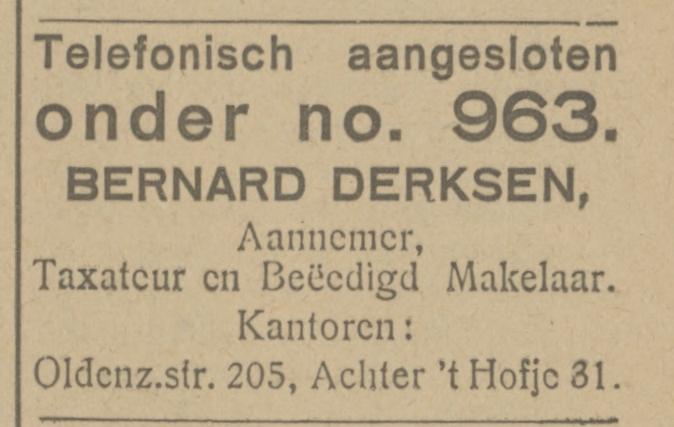 Telefonisch aangesloten
onder no. 963.
BERNARD DERKSEN,
Aannemer,
Taxateur en Beëedigd Makelaar.
Kantoren:
Oldenz.str. 205, Achter 't Hofje 31.